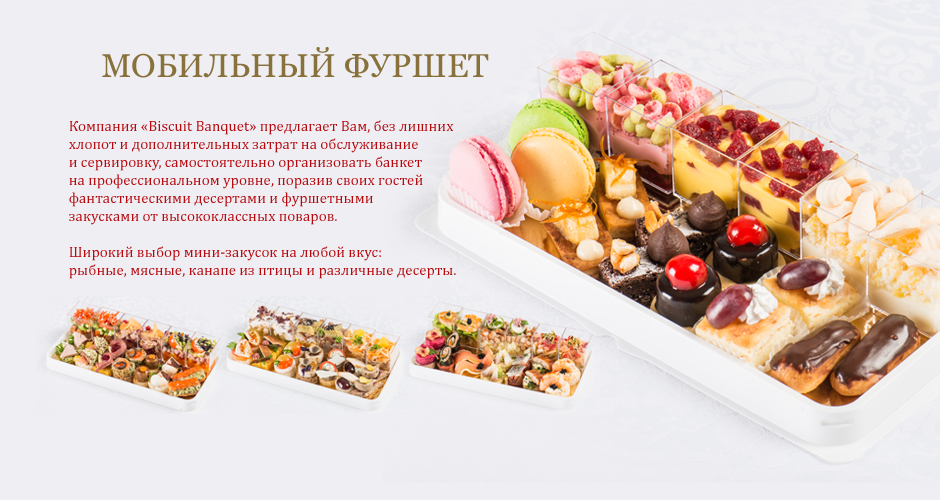 МОБИЛЬНЫЙ ФУРШЕТ
Компания «Biscuit Banquet» предлагает Вам, без лишних
хлопот и дополнительных затрат на обслуживание
и сервировку, самостоятельно организовать банкет
на профессиональном уровне, поразив своих гостей
фантастическими десертами и фуршетными
закусками от высококлассных поваров.
Широкий выбор мини-закусок на любой вкус:
рыбные, мясные, канапе из птицы и различные десерты.